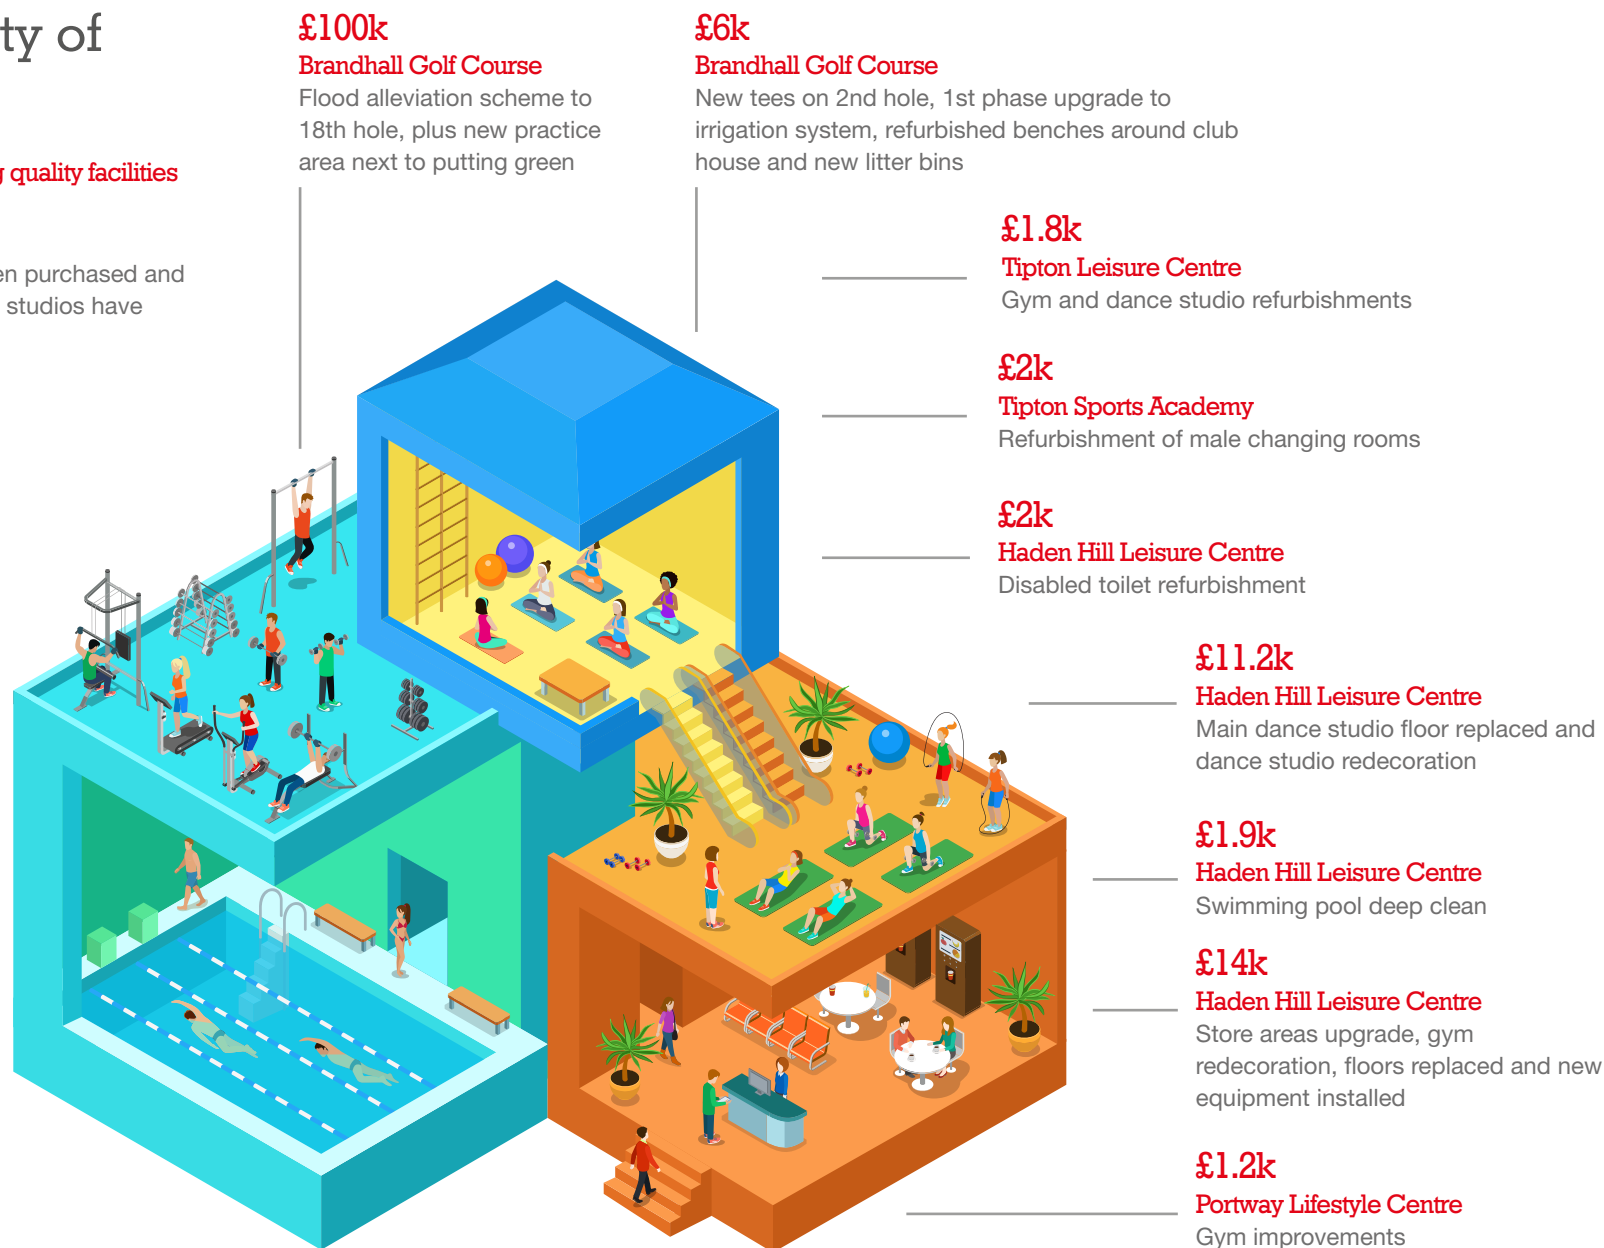 ty of
quality facilities
en purchased and
studios have
£100k
Brandhall Golf Course
Flood alleviation scheme to
18th hole, plus new practice
area next to putting green
£6k
Brandhall Golf Course
New tees on 2nd hole, 1st phase upgrade to
irrigation system, refurbished benches around club
house and new litter bins
£1.8k
Tipton Leisure Centre
Gym and dance studio refurbishments
£2k
Tipton Sports Academy
Refurbishment of male changing rooms
£2k
Haden Hill Leisure Centre
Disabled toilet refurbishment
£11.2k
Haden Hill Leisure Centre
Main dance studio floor replaced and
dance studio redecoration
£1.9k
Haden Hill Leisure Centre
Swimming pool deep clean
£14k
Haden Hill Leisure Centre
Store areas upgrade, gym
redecoration, floors replaced and new
equipment installed
£1.2k
Portway Lifestyle Centre
Gym improvements